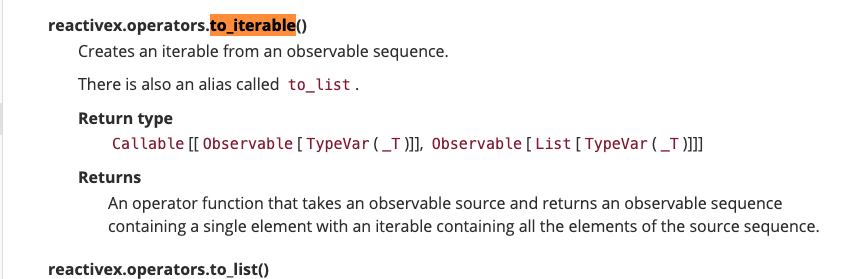 reactivex.operators.to_iterable()
Creates an iterable from an observable sequence.
There is also an alias called to_list.
Return type
Callable[[Observable[TypeVar(_T)]], Observable[List[TypeVar(_T)]]]
Returns
An operator function that takes an observable source and returns an observable sequence
containing a single element with an iterable containing all the elements of the source sequence.
reactivex.operators.to_list()